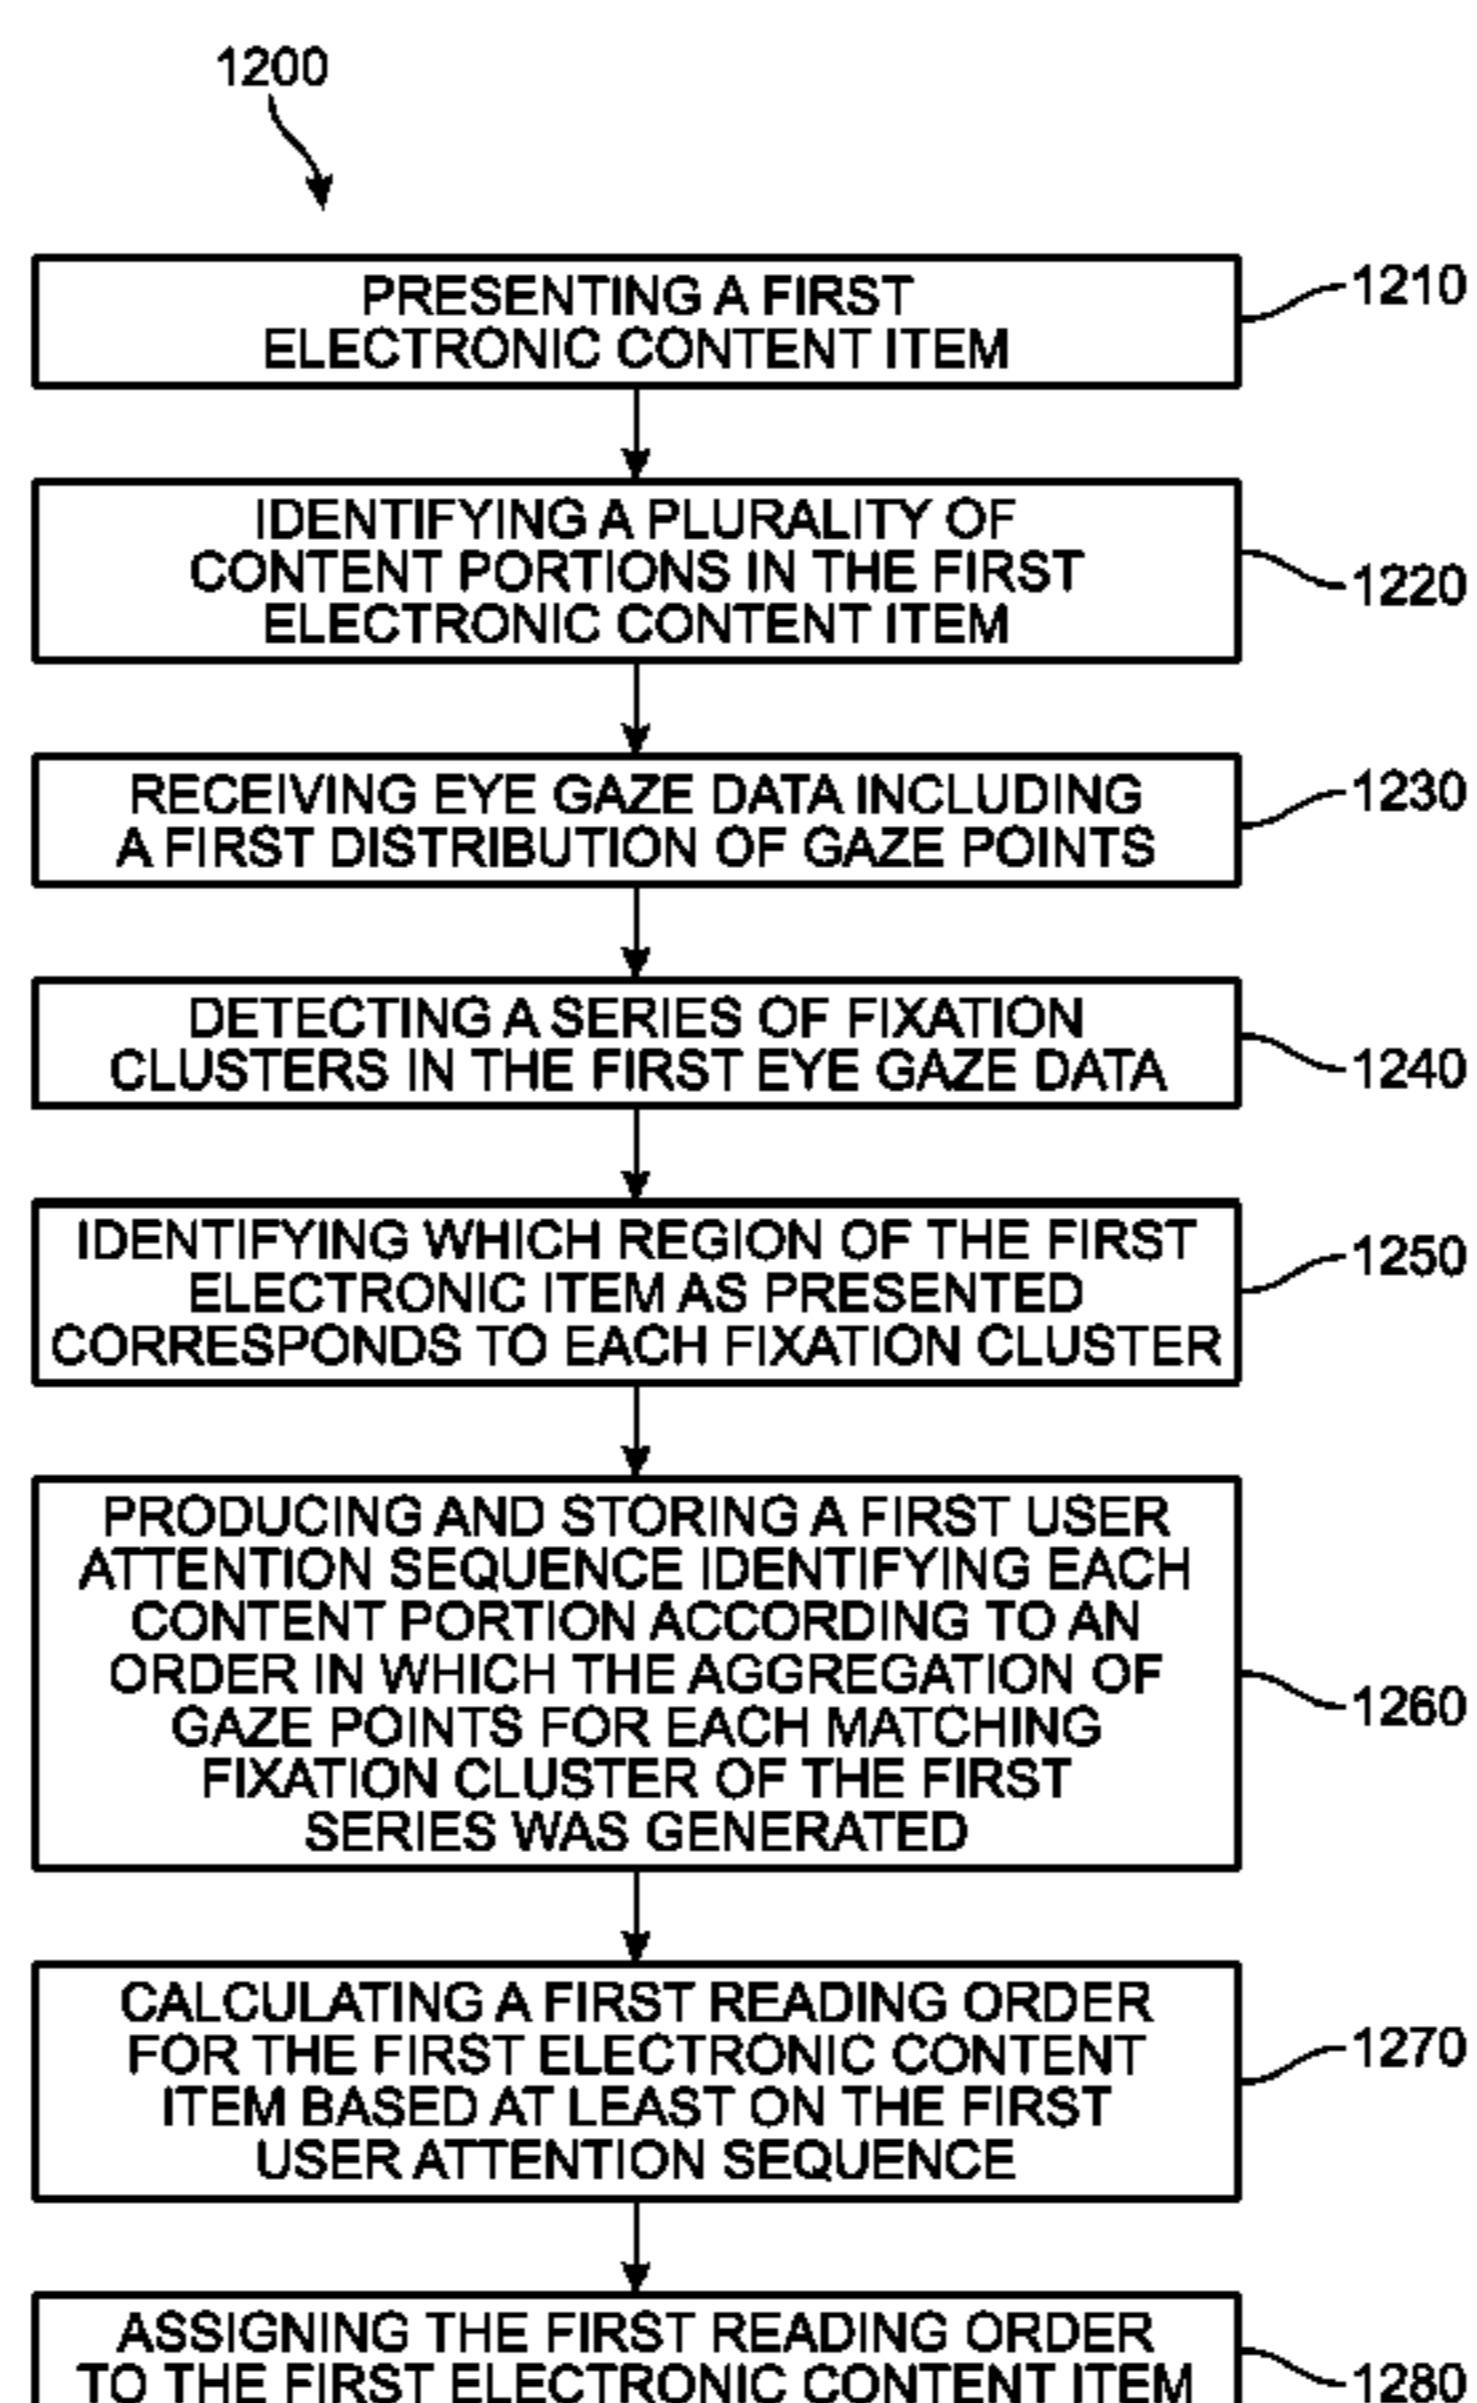 1200
PRESENTING A FIRST
ELECTRONIC CONTENT ITEM
1210
IDENTIFYING A PLURALITY OF
CONTENT PORTIONS IN THE FIRST
ELECTRONIC CONTENT ITEM
1220
RECEIVING EYE GAZE DATA INCLUDING
A FIRST DISTRIBUTION OF GAZE POINTS
1230
DETECTING A SERIES OF FIXATION
CLUSTERS IN THE FIRST EYE GAZE DATA
1240
IDENTIFYING WHICH REGION OF THE FIRST
ELECTRONIC ITEM AS PRESENTED
CORRESPONDS TO EACH FIXATION CLUSTER
1250
PRODUCING AND STORING A FIRST USER
ATTENTION SEQUENCE IDENTIFYING EACH
CONTENT PORTION ACCORDING TO AN
ORDER IN WHICH THE AGGREGATION OF
GAZE POINTS FOR EACH MATCHING
FIXATION CLUSTER OF THE FIRST
SERIES WAS GENERATED
1260
CALCULATING A FIRST READING ORDER
FOR THE FIRST ELECTRONIC CONTENT
ITEM BASED AT LEAST ON THE FIRST
USER ATTENTION SEQUENCE
1270
ASSIGNING THE FIRST READING ORDER
TO THE FIRST ELECTRONIC CONTENT ITEM
1280